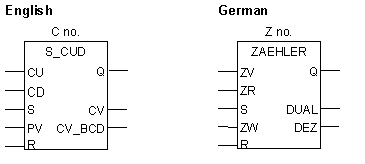 English
German
C no.
Z no.
S_CUD
ZAEHLER
CU
Q
ZV
Q
CD
ZR
S
CV
S
DUAL
PV
CV_BCD
ZW
DEZ
R
R